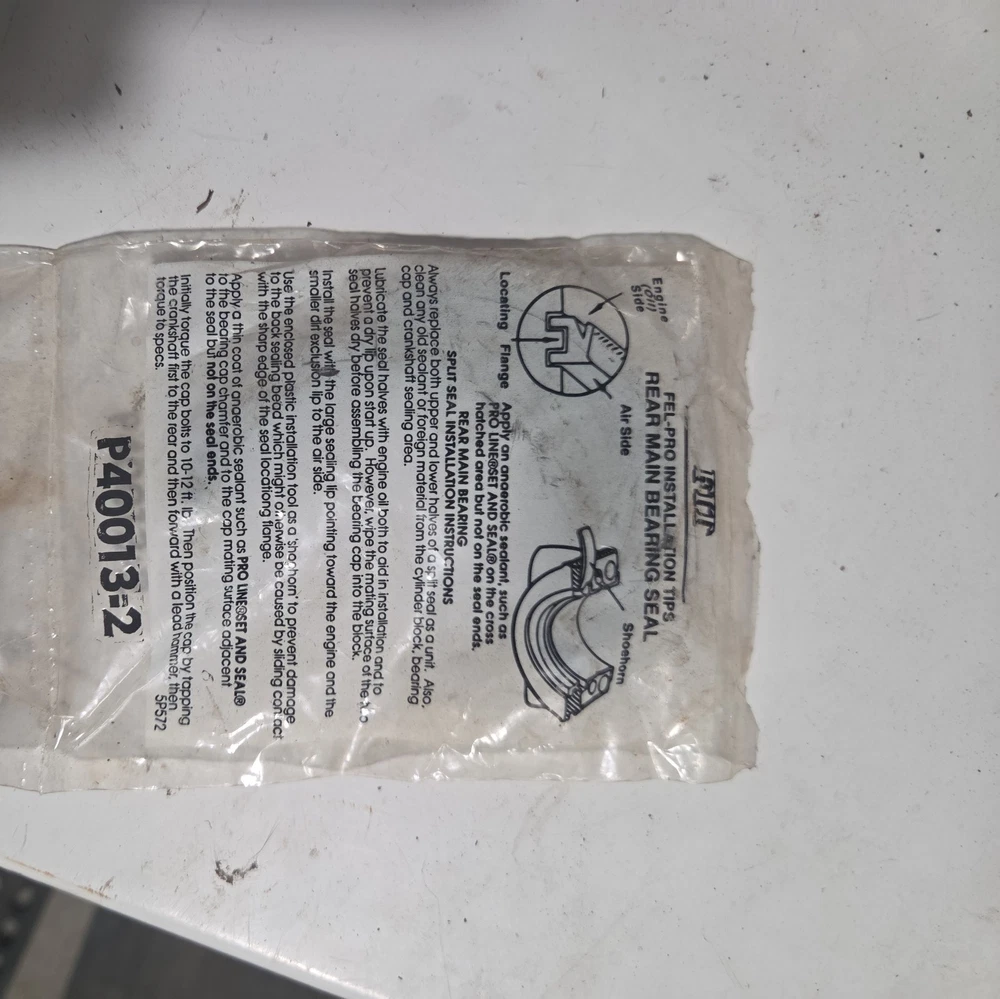 FEL-PRO INSTALLATION TIPS
REAR MAIN BEARING SEAL
Engine
(Oil)
Side
Air Side
Shoehorn
Locating Flange
Apply an anaerobic sealant, such as
PRO LINE®SET AND SEAL® on the cross
hatched area but not on the seal ends.
REAR MAIN BEARING
SPLIT SEAL INSTALLATION INSTRUCTIONS
Always replace both upper and lower halves of a split seal as a unit. Also,
clean any old sealant or foreign material from the cylinder block, bearing
cap and crankshaft sealing area.
Lubricate the seal halves with engine oil both to aid in installation and to
prevent a dry lip upon start up. However, wipe the mating surface of the
seal halves dry before assembling the bearing cap into the block.
Install the seal with the large sealing lip pointing toward the engine and the
smaller dirt exclusion lip to the air side.
Use the enclosed plastic installation tool as a 'shoehorn' to prevent damage
to the back sealing bead which might otherwise be caused by sliding contact
with the sharp edge of the seal locationg flange.
Apply a thin coat of anaerobic sealant such as PRO LINE®SET AND SEAL®
to the bearing cap chamfer and to the cap mating surface adjacent
to the seal but not on the seal ends.
Initially torque the cap bolts to 10-12 ft. lb. Then position the cap by tapping
the crankshaft first to the rear and then forward with a lead hammer, then
torque to specs.
5P572
P40013-2